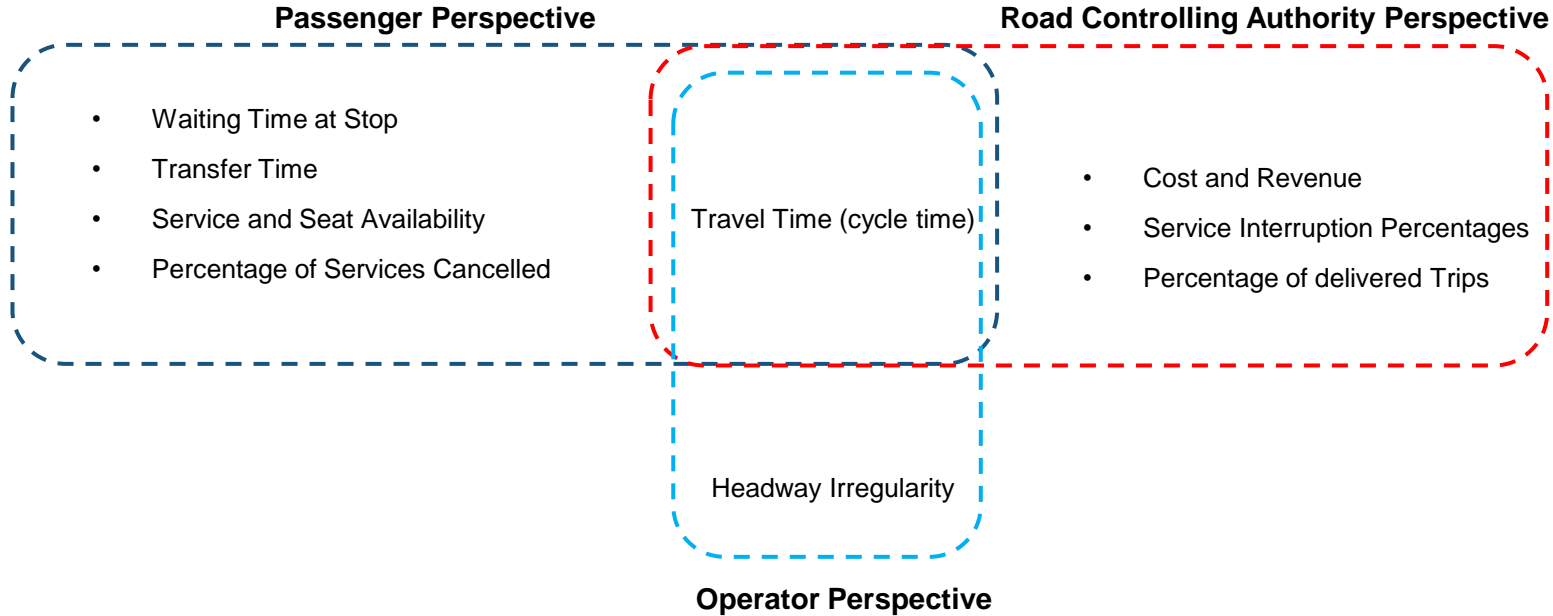 Passenger Perspective
Road Controlling Authority Perspective
• Waiting Time at Stop
• Transfer Time
• Service and Seat Availability
• Percentage of Services Cancelled
Travel Time (cycle time)
• Cost and Revenue
• Service Interruption Percentages
• Percentage of delivered Trips
Headway Irregularity
Operator Perspective